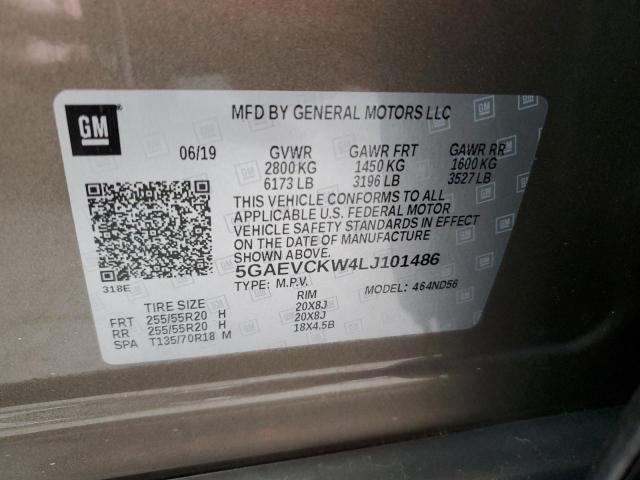 GM
MFD BY GENERAL MOTORS LLC
06/19 GVWR GAWR FRT GAWR RR
2800 KG 1450 KG 1600 KG
6173 LB 3196 LB 3527 LB
THIS VEHICLE CONFORMS TO ALL
APPLICABLE U.S. FEDERAL MOTOR
VEHICLE SAFETY STANDARDS IN EFFECT
ON THE DATE OF MANUFACTURE
5GAEVCKW4LJ101486
318E
TYPE: M.P.V. MODEL: 464ND56
TIRE SIZE RIM
FRT 255/55R20 H 20X8J
RR 255/55R20 H 20X8J
SPA T135/70R18 M 18X4.5B